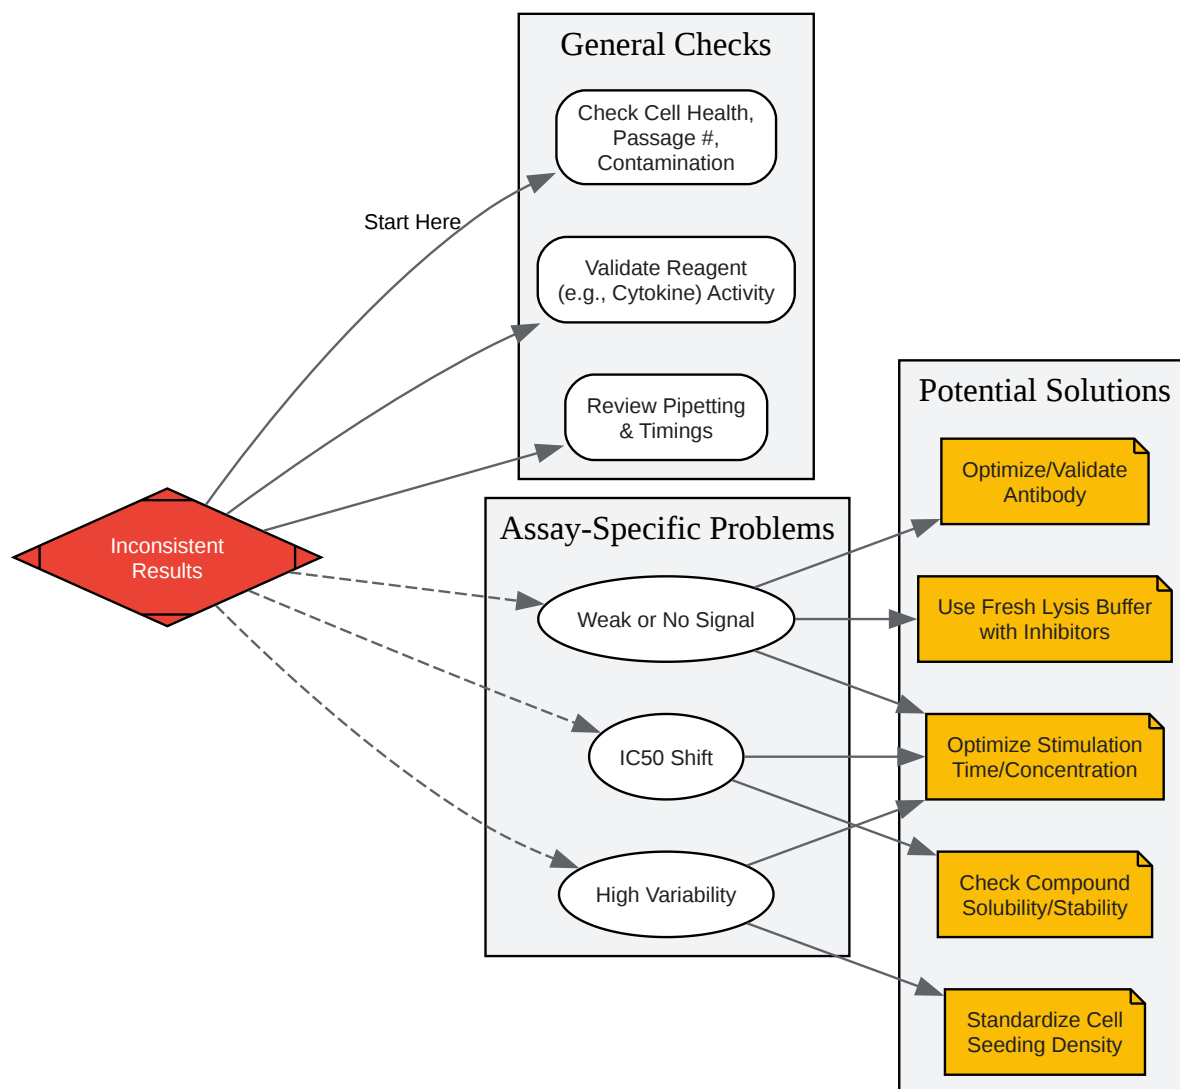 General Checks
Check Cell Health,
Passage #,
Contamination
Start Here
Validate Reagent
(e.g., Cytokine) Activity
Review Pipetting
& Timings
Inconsistent
Results
Assay-Specific Problems
Weak or No Signal
IC50 Shift
High Variability
Potential Solutions
Optimize/Validate
Antibody
Use Fresh Lysis Buffer
with Inhibitors
Optimize Stimulation
Time/Concentration
Check Compound
Solubility/Stability
Standardize Cell
Seeding Density